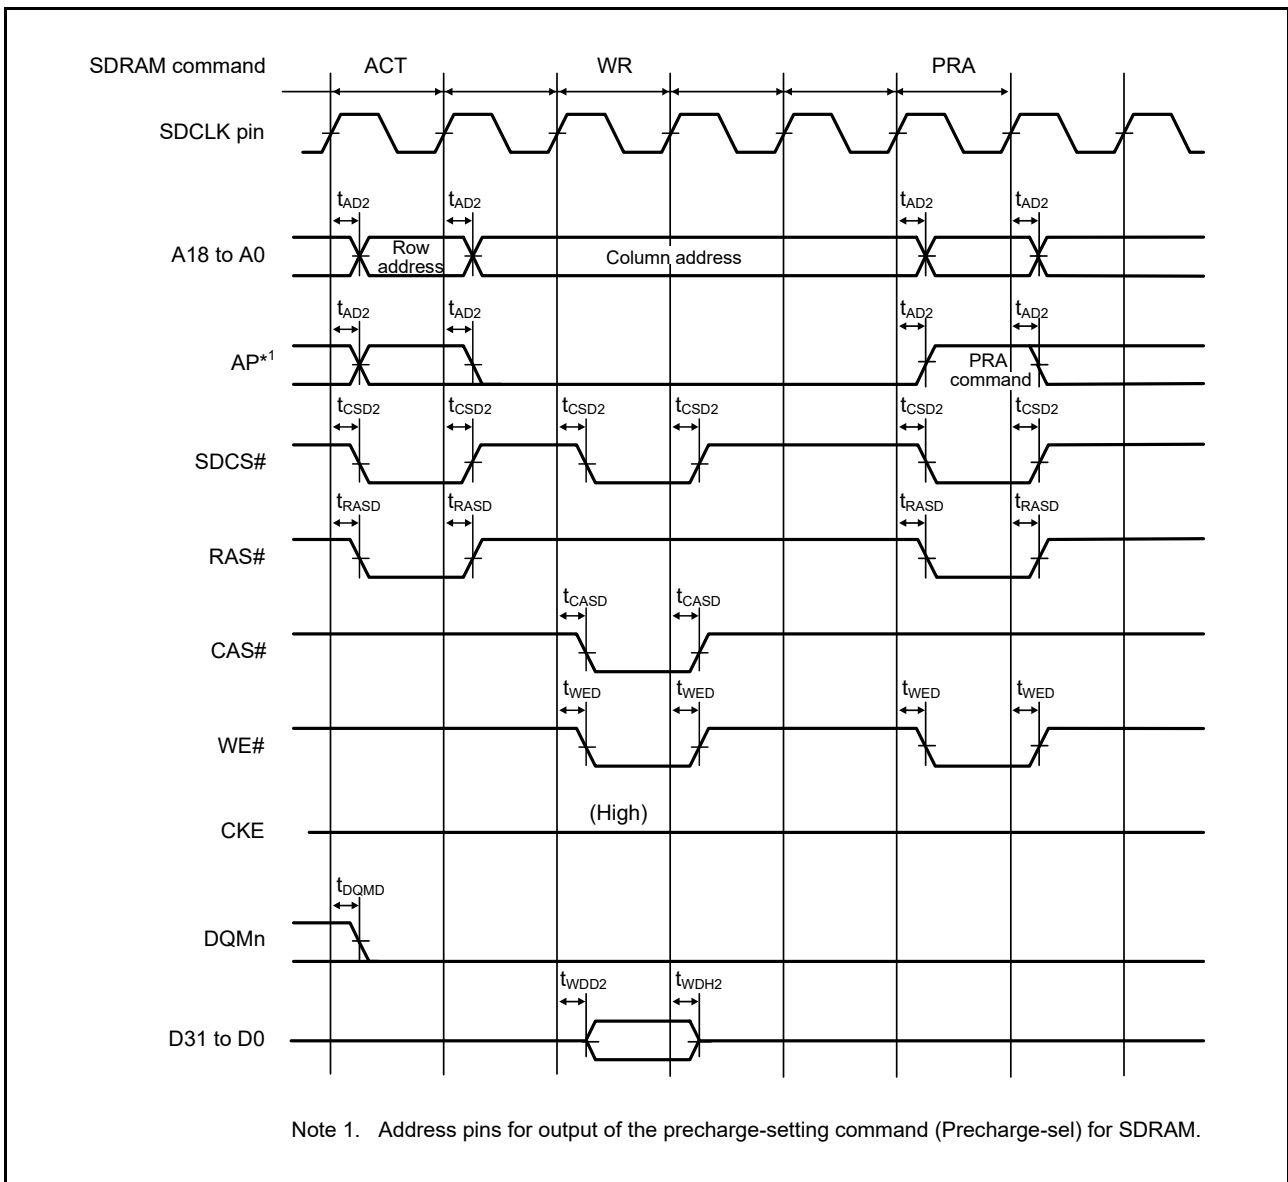 SDRAM command ACT WR PRA
SDCLK pin
tAD2 tAD2 tAD2 tAD2
A18 to A0 Row address Column address
tAD2 tAD2 tAD2 tAD2
AP*1 PRA command
tCSD2 tCSD2 tCSD2 tCSD2 tCSD2 tCSD2
SDCS#
tRASD tRASD tRASD tRASD
RAS#
tCASD tCASD
CAS#
tWED tWED tWED tWED
WE#
(High)
CKE
tDQMD
DQMn
tWDD2 tWDH2
D31 to D0
Note 1. Address pins for output of the precharge-setting command (Precharge-sel) for SDRAM.